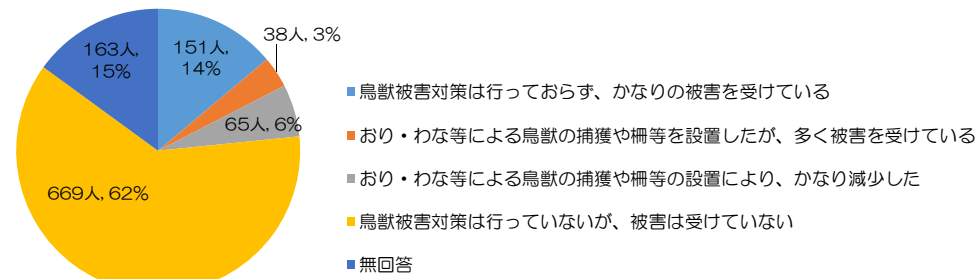 38人, 3%
163人,
15%
151人,
14%
65人, 6%
669人, 62%
鳥獣被害対策は行っておらず、かなりの被害を受けている
おり・わな等による鳥獣の捕獲や柵等を設置したが、多く被害を受けている
おり・わな等による鳥獣の捕獲や柵等の設置により、かなり減少した
鳥獣被害対策は行っていないが、被害は受けていない
無回答